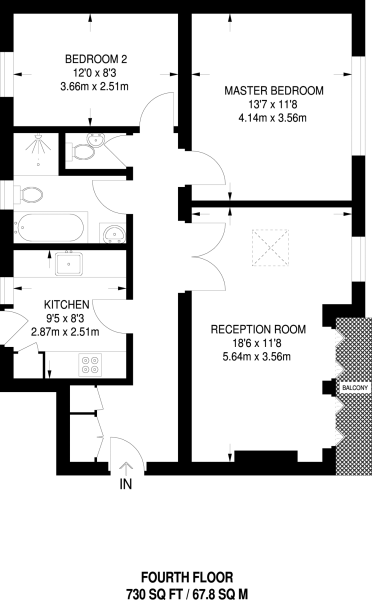 BEDROOM 2
12'0 x 8'3
3.66m x 2.51m
MASTER BEDROOM
13'7 x 11'8
4.14m x 3.56m
KITCHEN
9'5 x 8'3
2.87m x 2.51m
RECEPTION ROOM
18'6 x 11'8
5.64m x 3.56m
BALCONY
IN
FOURTH FLOOR
730 SQ FT / 67.8 SQ M